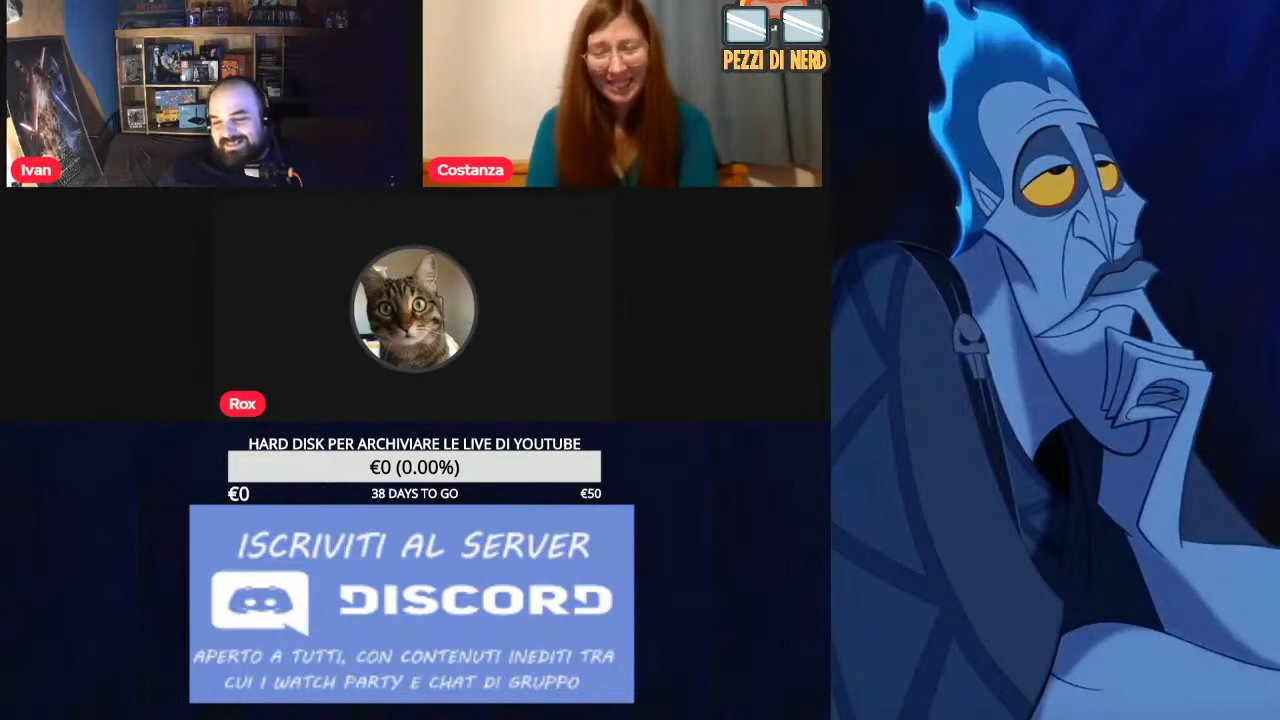 PEZZI DI NERD
Ivan
Costanza
Rox
HARD DISK PER ARCHIVIARE LE LIVE DI YOUTUBE
€0 (0.00%)
€0 38 DAYS TO GO €50
ISCRIVITI AL SERVER
DISCORD
APERTO A TUTTI, CON CONTENUTI INEDITI TRA
CUI I WATCH PARTY E CHAT DI GRUPPO